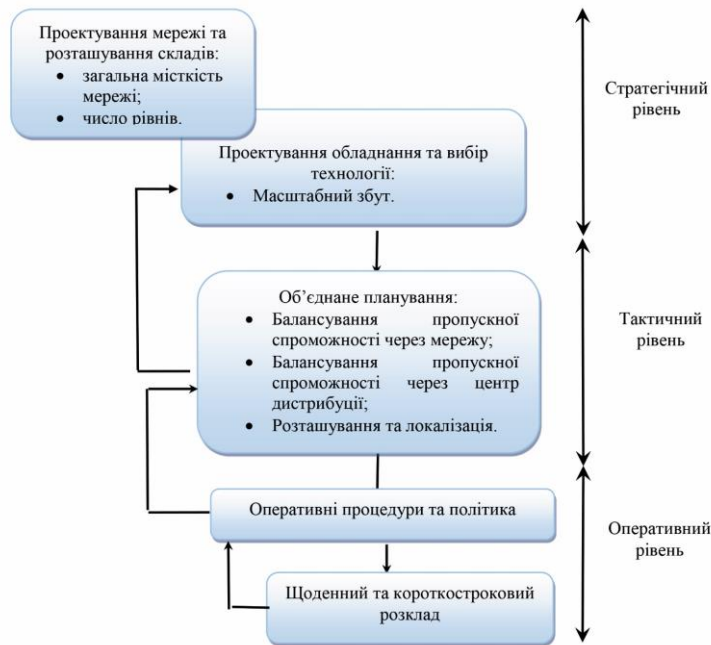 Проектування мережі та
розташування складів:
• загальна місткість
мережі;
• число рівнів.
Стратегічний
рівень
Проектування обладнання та вибір
технології:
• Масштабний збут.
Об’єднане планування:
• Балансування пропускної
спроможності через мережу;
• Балансування пропускної
спроможності через центр
дистрибуції;
• Розташування та локалізація.
Тактичний
рівень
Оперативні процедури та політика
Оперативний
рівень
Щоденний та короткостроковий
розклад